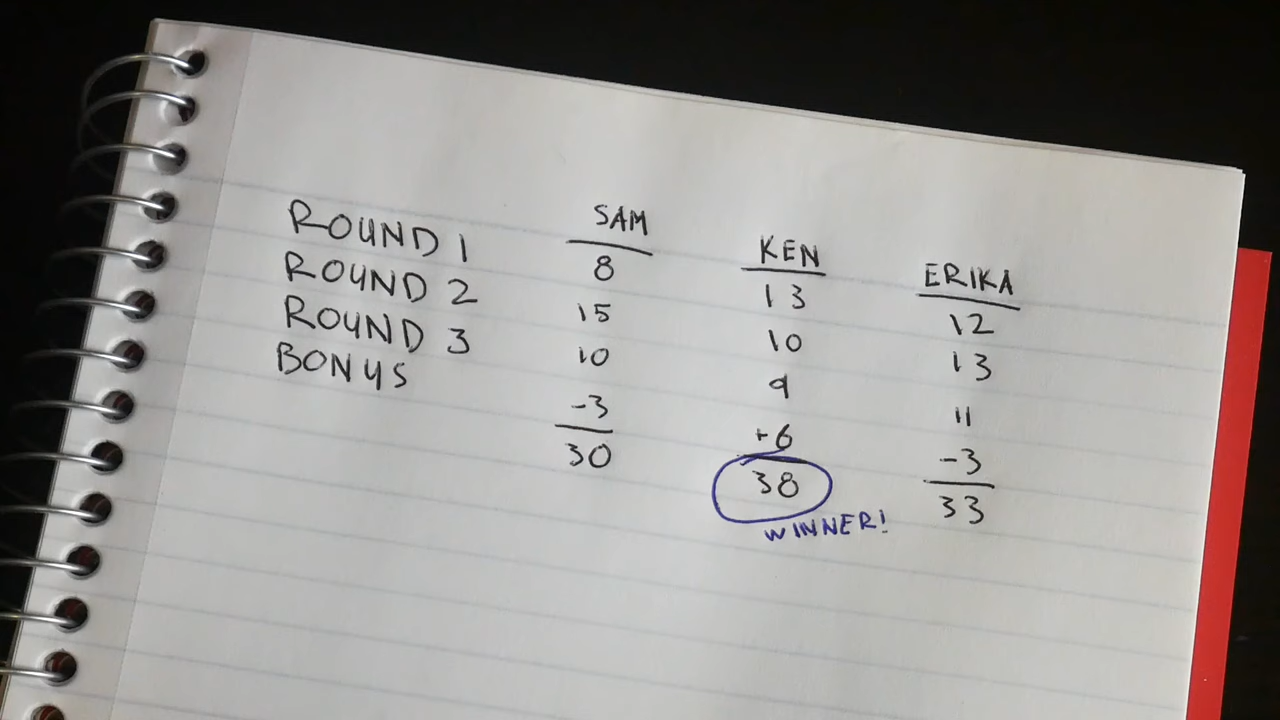 SAM KEN ERIKA
ROUND 1 8 13 12
ROUND 2 15 10 13
ROUND 3 10 9 11
BONUS -3 +6 -3
30 38 33
WINNER!